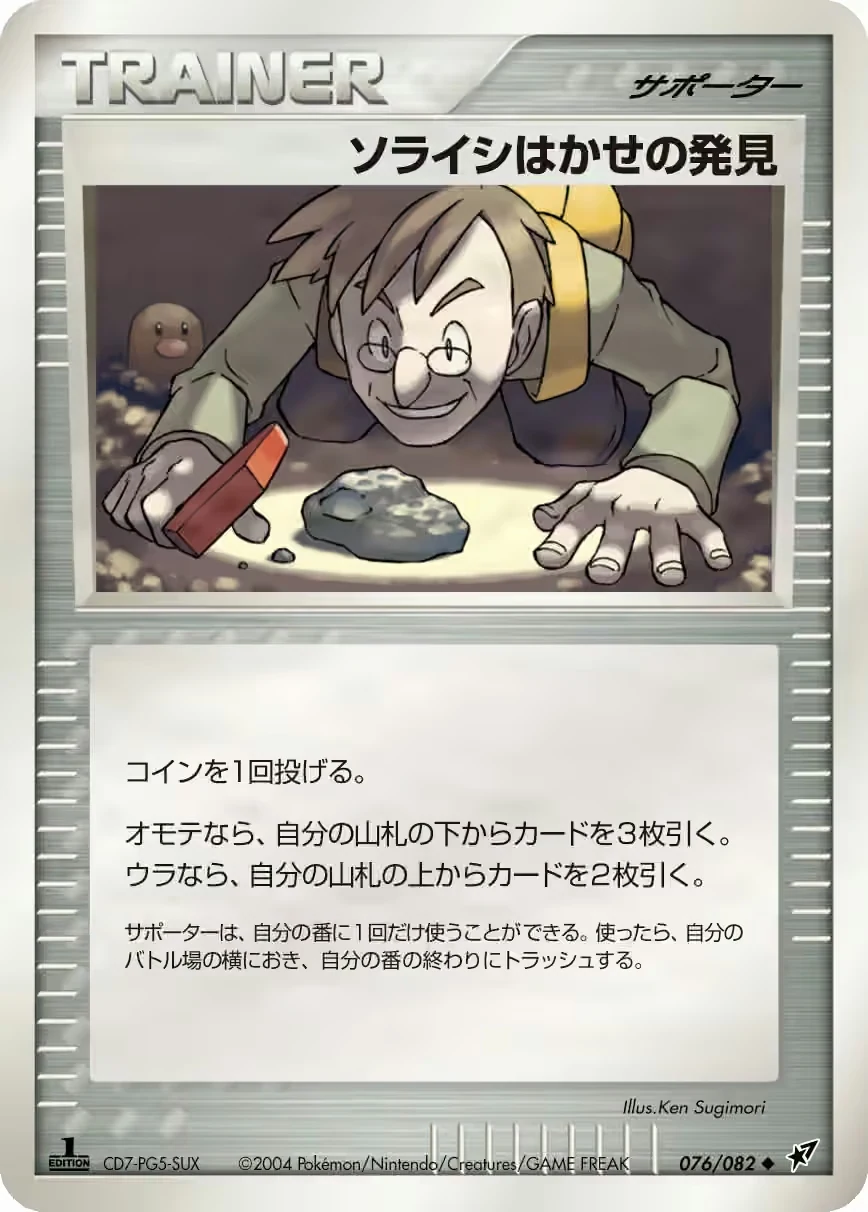 TRAINER
サポーター
ソライシはかせの発見
コインを1回投げる。
オモテなら、自分の山札の下からカードを3枚引く。
ウラなら、自分の山札の上からカードを2枚引く。
サポーターは、自分の番に1回だけ使うことができる。使ったら、自分の
バトル場の横におき、自分の番の終わりにトラッシュする。
Illus.Ken Sugimori
1 EDITION CD7-PG5-SUX ©2004 Pokémon/Nintendo/Creatures/GAME FREAK 076/082